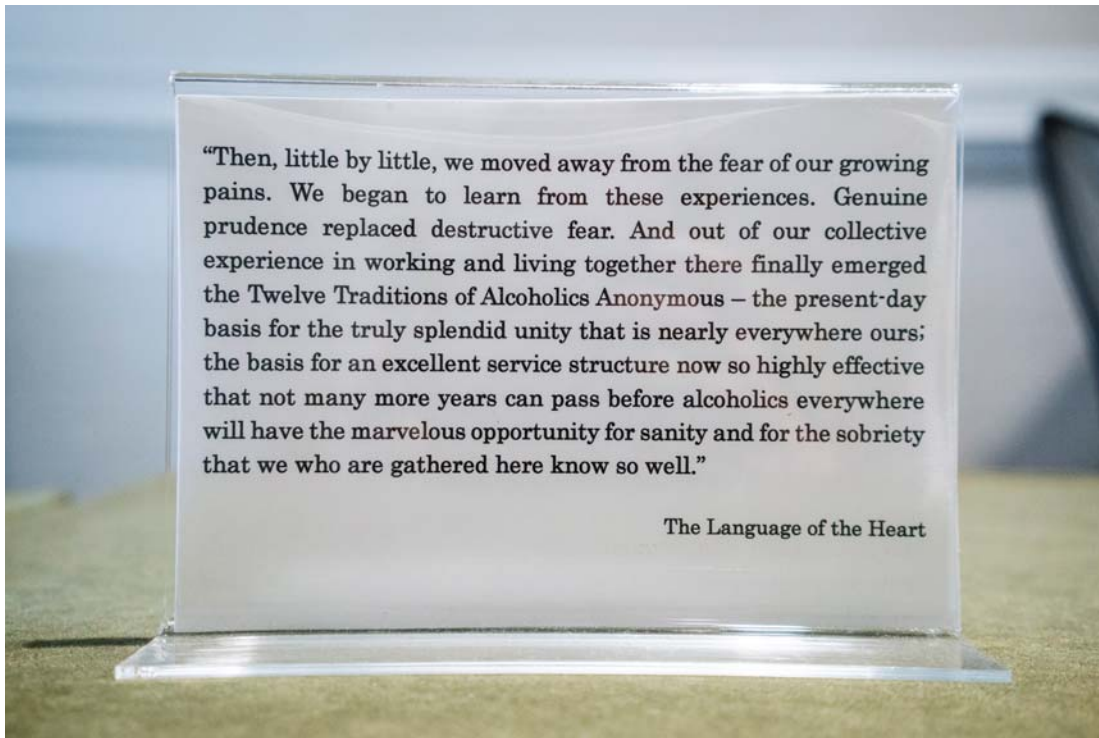 “Then, little by little, we moved away from the fear of our growing
pains. We began to learn from these experiences. Genuine
prudence replaced destructive fear. And out of our collective
experience in working and living together there finally emerged
the Twelve Traditions of Alcoholics Anonymous – the present-day
basis for the truly splendid unity that is nearly everywhere ours;
the basis for an excellent service structure now so highly effective
that not many more years can pass before alcoholics everywhere
will have the marvelous opportunity for sanity and for the sobriety
that we who are gathered here know so well.”
The Language of the Heart